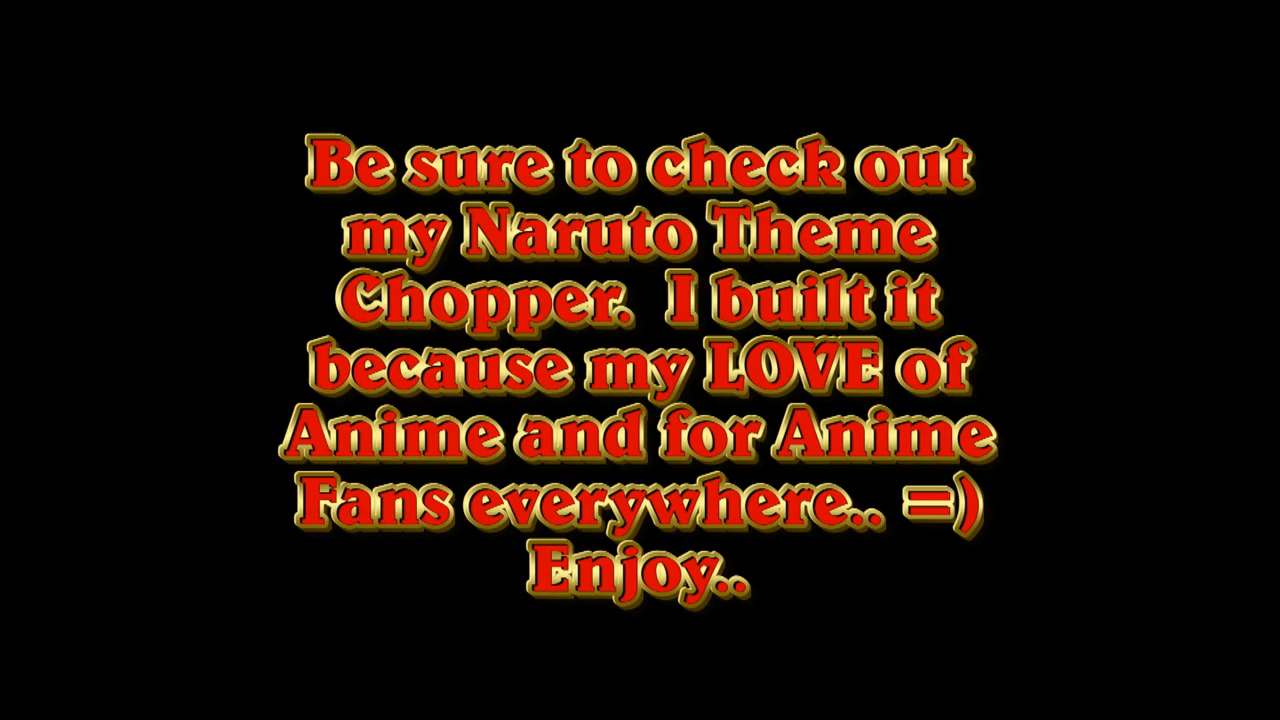 Be sure to check out
my Naruto Theme
Chopper.  I built it
because my LOVE of
Anime and for Anime
Fans everywhere.. =)
Enjoy..